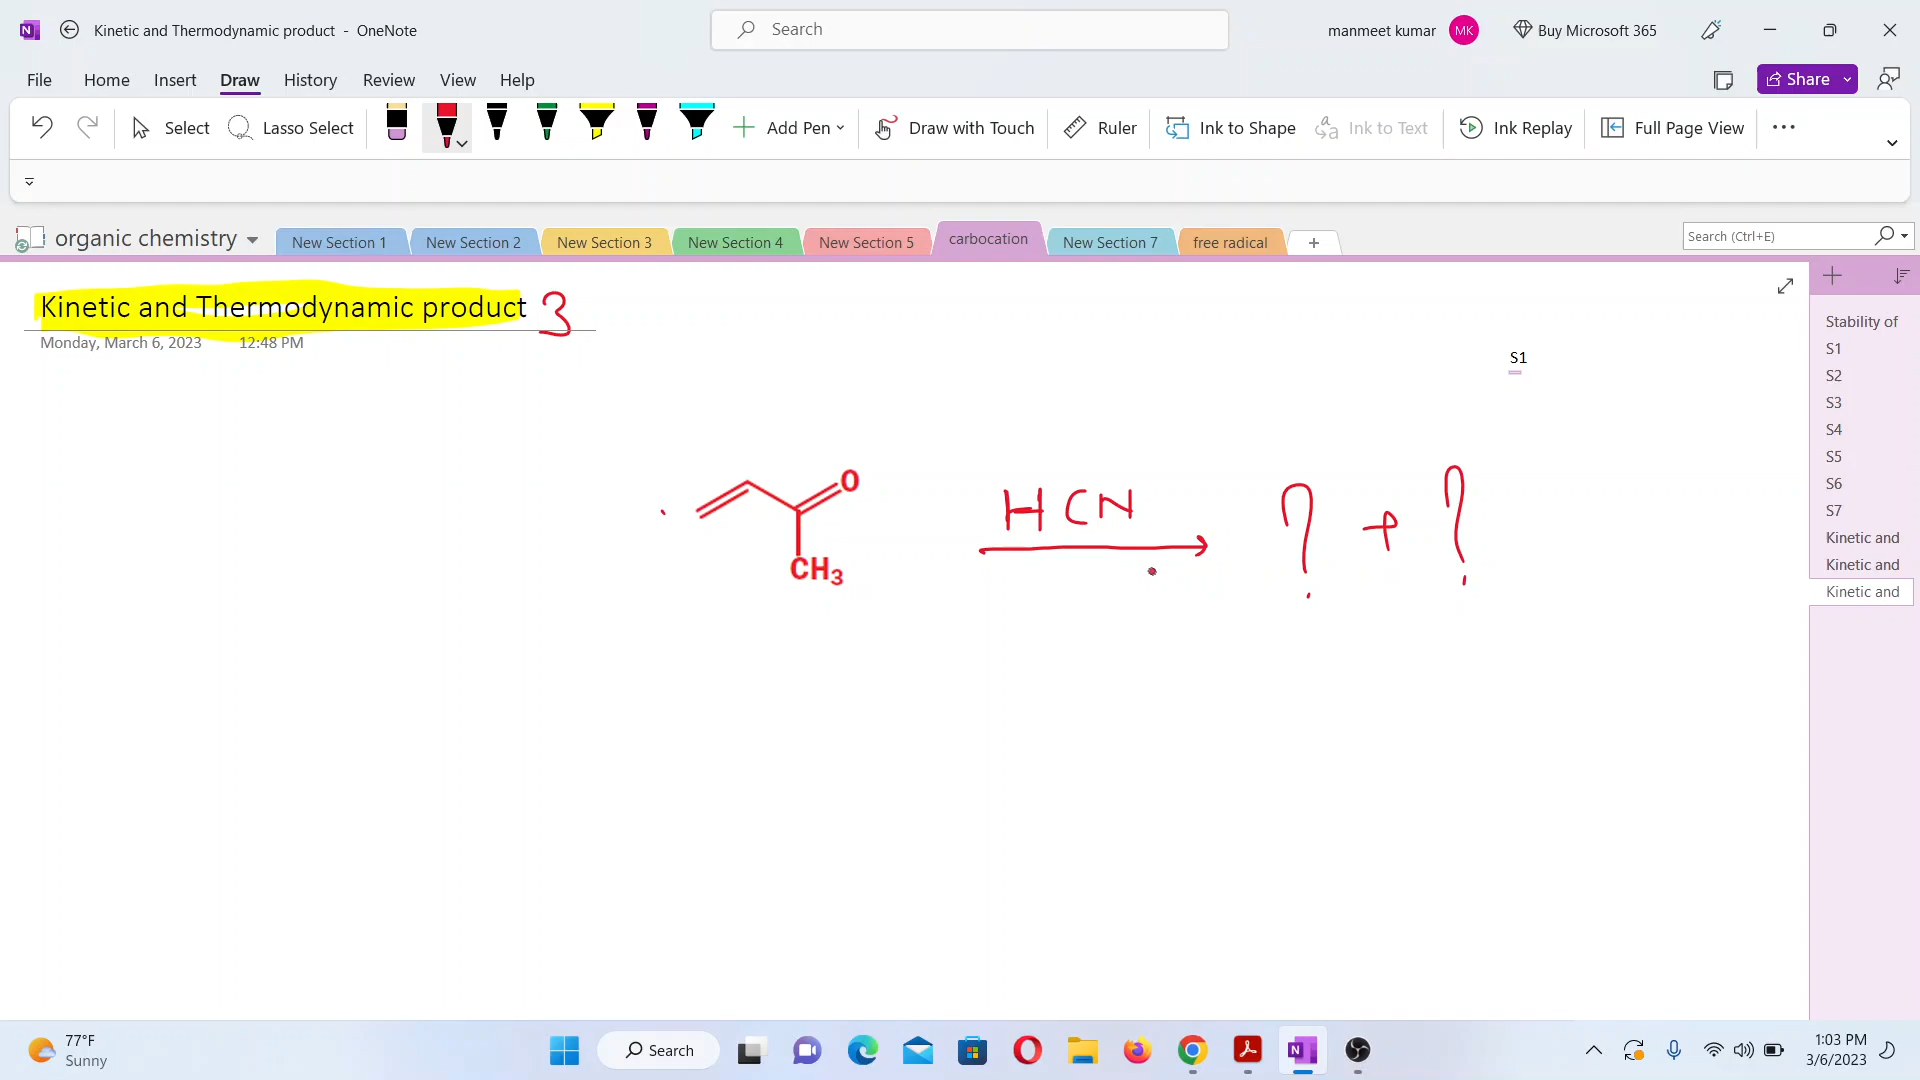 Kinetic and Thermodynamic product - OneNote
Search
manmeet kumar
MK
Buy Microsoft 365
File Home Insert Draw History Review View Help
Share
Select
Lasso Select
Add Pen
Draw with Touch
Ruler
Ink to Shape
Ink to Text
Ink Replay
Full Page View
organic chemistry
New Section 1
New Section 2
New Section 3
New Section 4
New Section 5
carbocation
New Section 7
free radical
+
Search (Ctrl+E)
Kinetic and Thermodynamic product 3
Monday, March 6, 2023 12:48 PM
S1
O
CH3
HCN
? + ?
Stability of
S1
S2
S3
S4
S5
S6
S7
Kinetic and
Kinetic and
Kinetic and
77°F
Sunny
Search
1:03 PM
3/6/2023